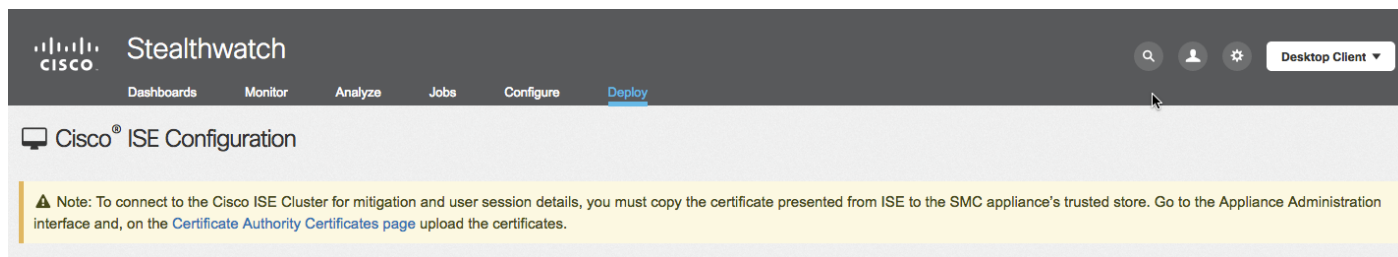 Stealthwatch
CISCO
Desktop Client
Dashboards Monitor Analyze Jobs Configure Deploy
Cisco® ISE Configuration
Note: To connect to the Cisco ISE Cluster for mitigation and user session details, you must copy the certificate presented from ISE to the SMC appliance's trusted store. Go to the Appliance Administration
interface and, on the Certificate Authority Certificates page upload the certificates.